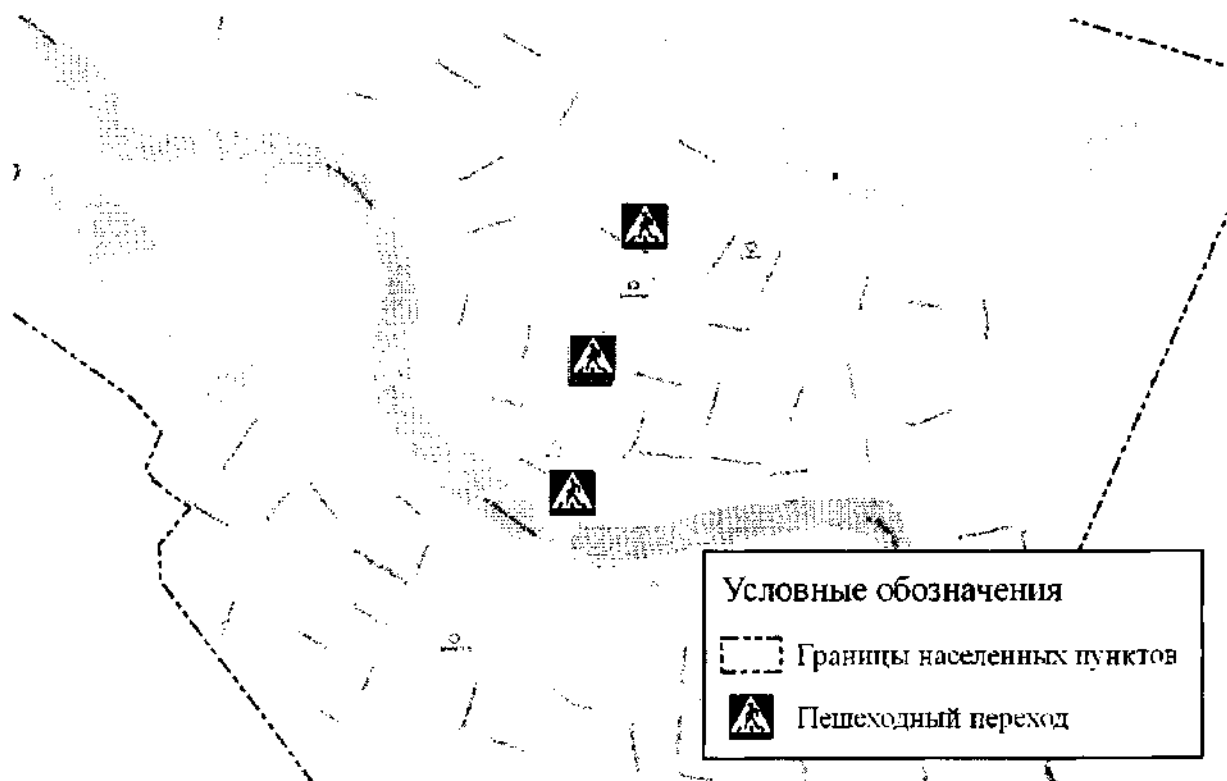 Условные обозначения
Границы населенных пунктов
Пешеходный переход